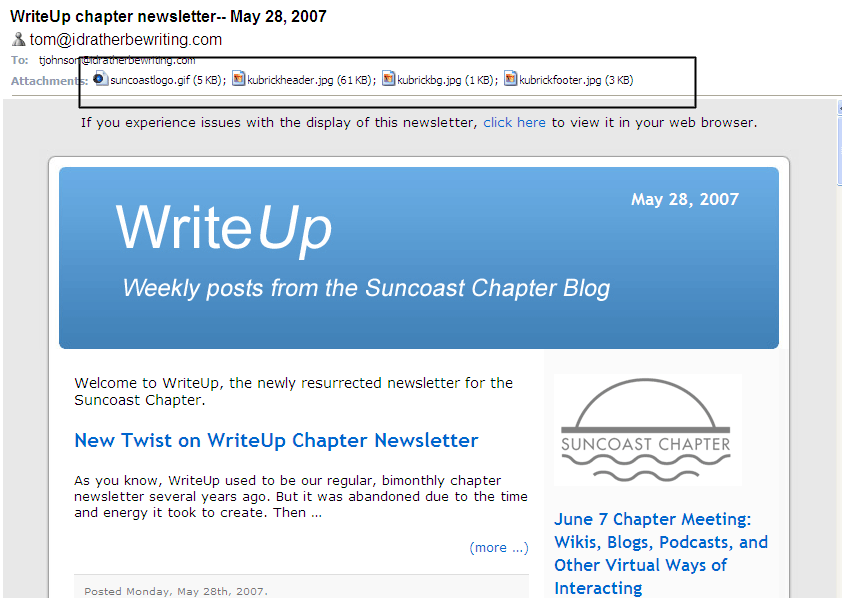 WriteUp chapter newsletter-- May 28, 2007
tom@idratherbewriting.com
To: tjohnson@idratherbewriting.com
Attachments: suncoastlogo.gif (5 KB); kubrickheader.jpg (61 KB); kubrickbg.jpg (1 KB); kubrickfooter.jpg (3 KB)
If you experience issues with the display of this newsletter, click here to view it in your web browser.
May 28, 2007
WriteUp
Weekly posts from the Suncoast Chapter Blog
Welcome to WriteUp, the newly resurrected newsletter for the
Suncoast Chapter.
New Twist on WriteUp Chapter Newsletter
As you know, WriteUp used to be our regular, bimonthly chapter
newsletter several years ago. But it was abandoned due to the time
and energy it took to create. Then ...
(more ...)
Posted Monday, May 28th, 2007.
SUNCOAST CHAPTER
June 7 Chapter Meeting:
Wikis, Blogs, Podcasts, and
Other Virtual Ways of
Interacting